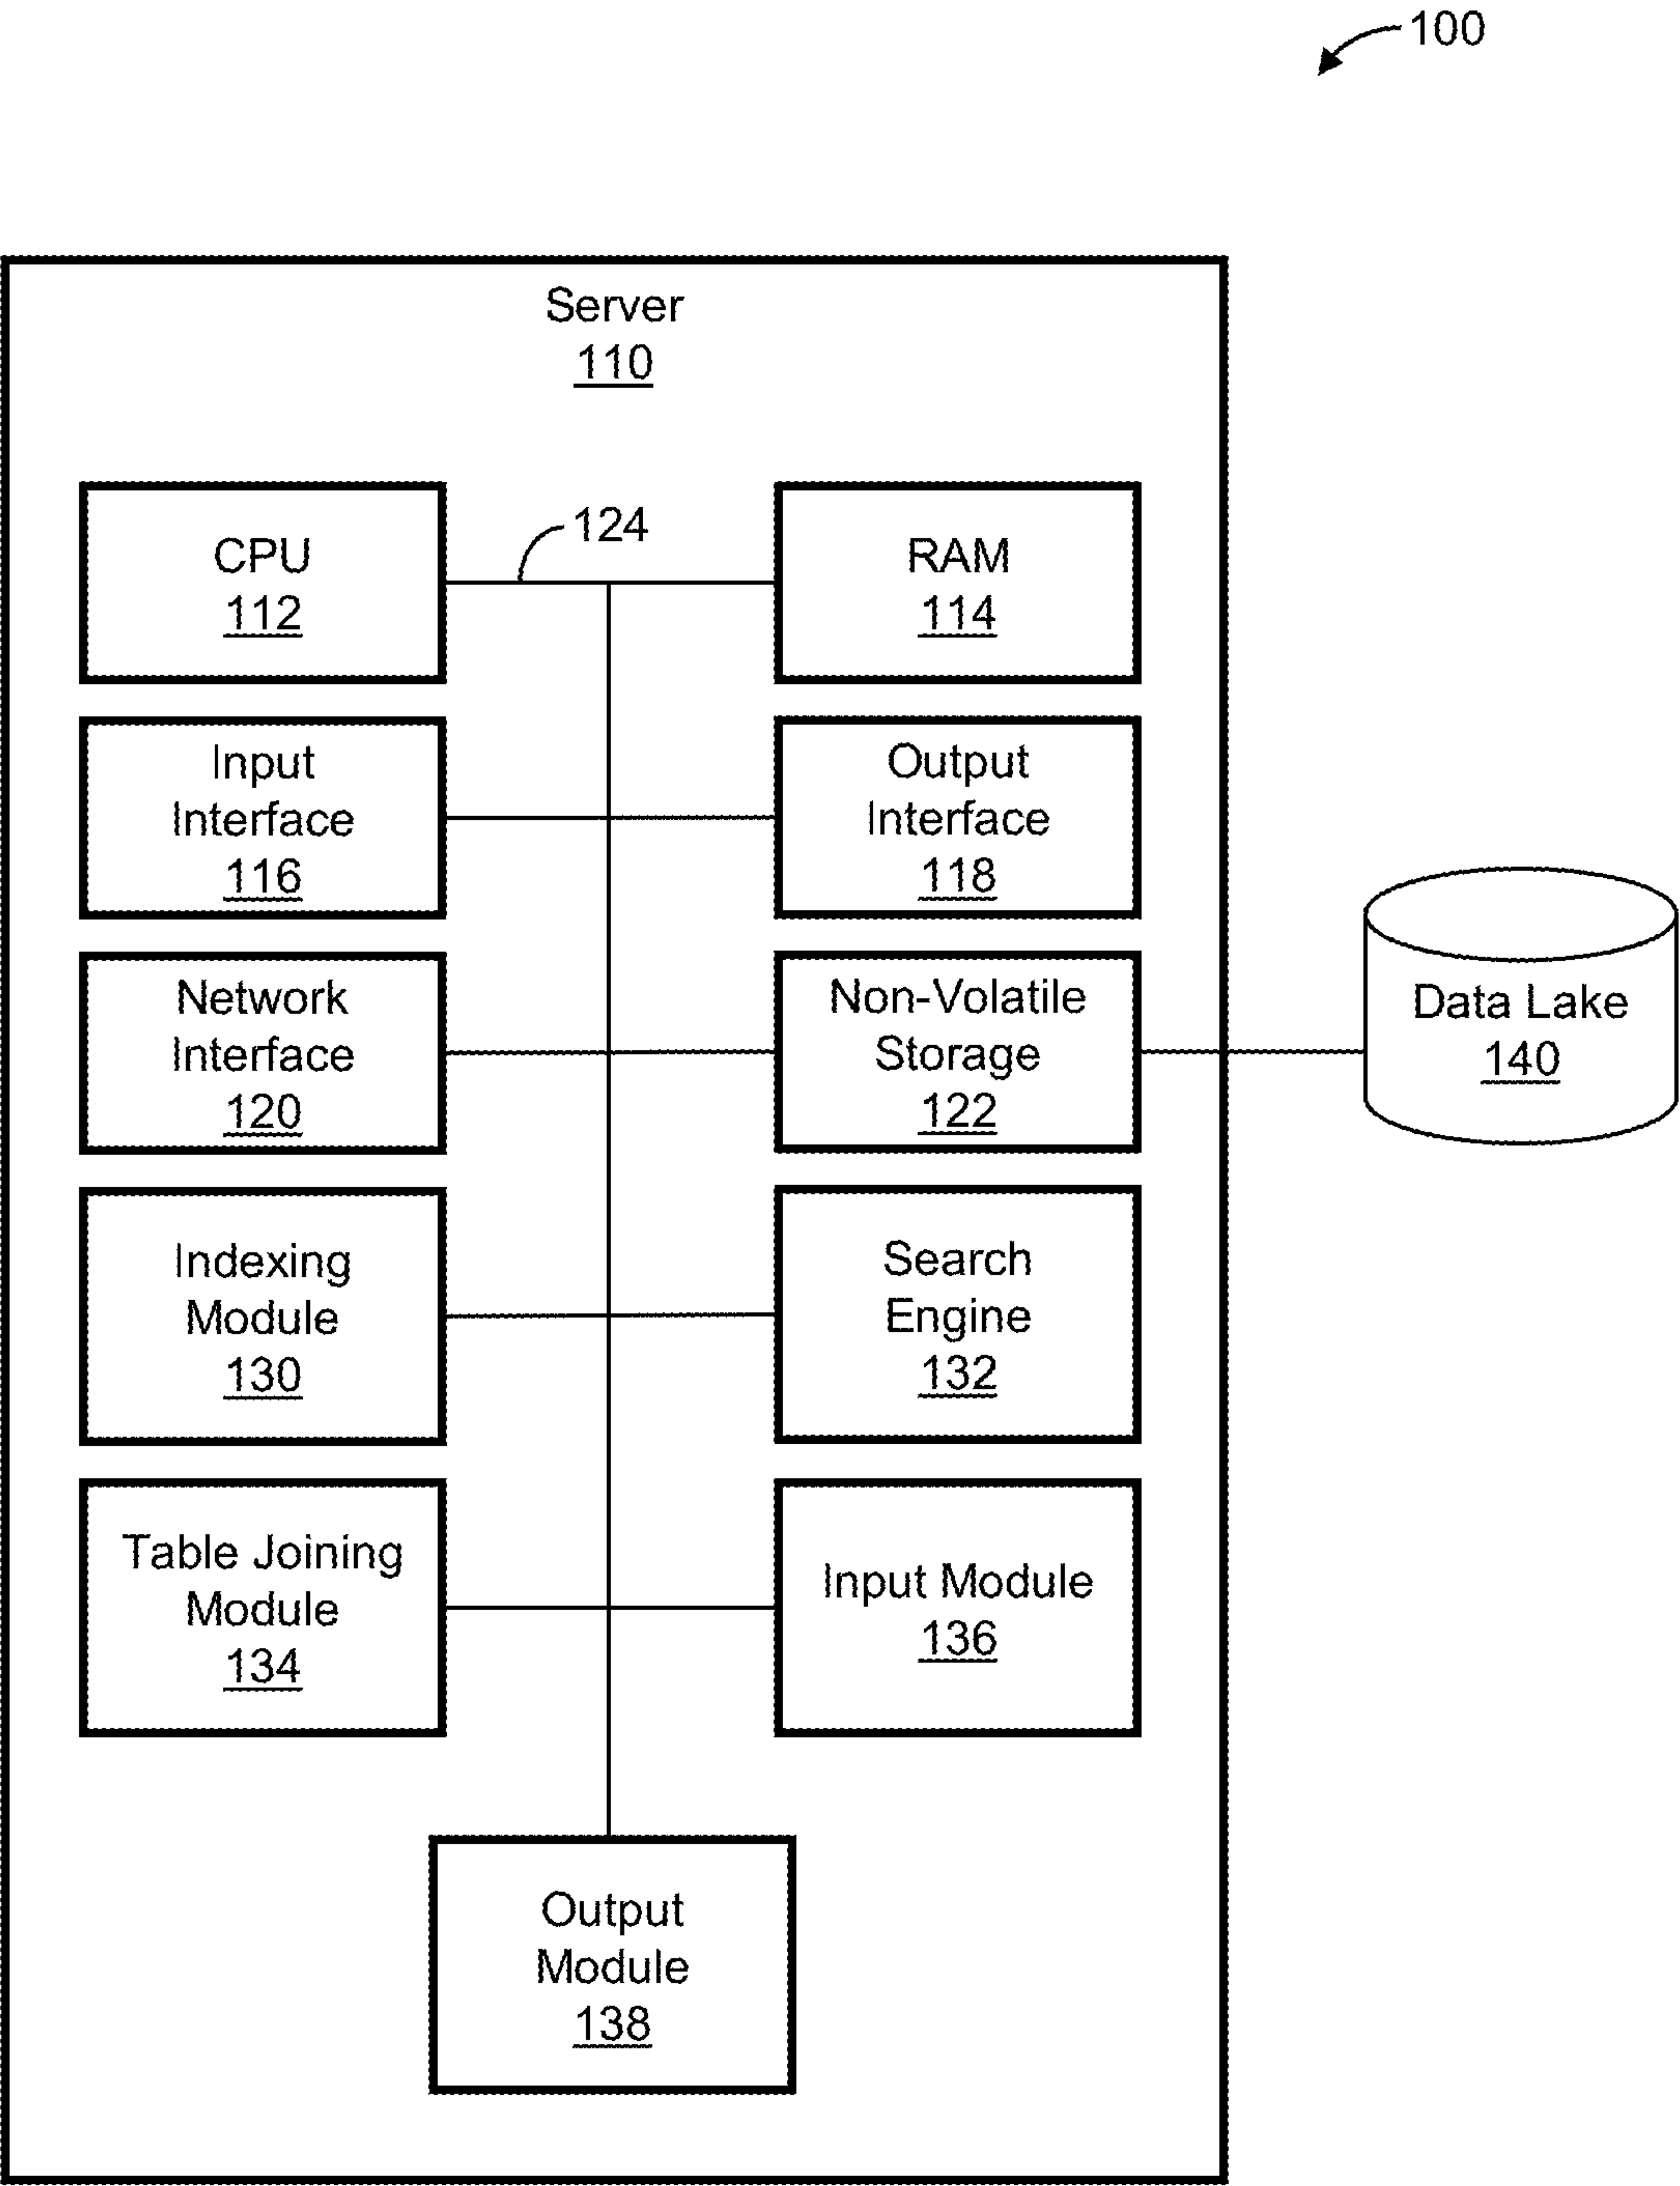 100
Server
110
CPU
112
124
RAM
114
Input
Interface
116
Output
Interface
118
Network
Interface
120
Non-Volatile
Storage
122
Data Lake
140
Indexing
Module
130
Search
Engine
132
Table Joining
Module
134
Input Module
136
Output
Module
138